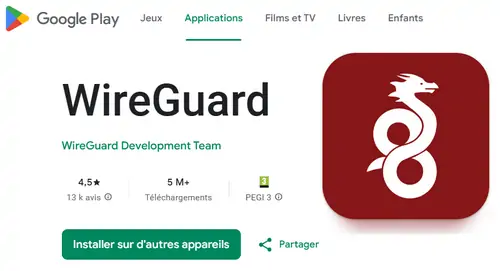 Google Play Jeux Applications Films et TV Livres Enfants
WireGuard
WireGuard Development Team
4,5★ 5 M+ 3
13 k avis ⓘ Téléchargements PEGI 3 ⓘ
Installer sur d'autres appareils Partager